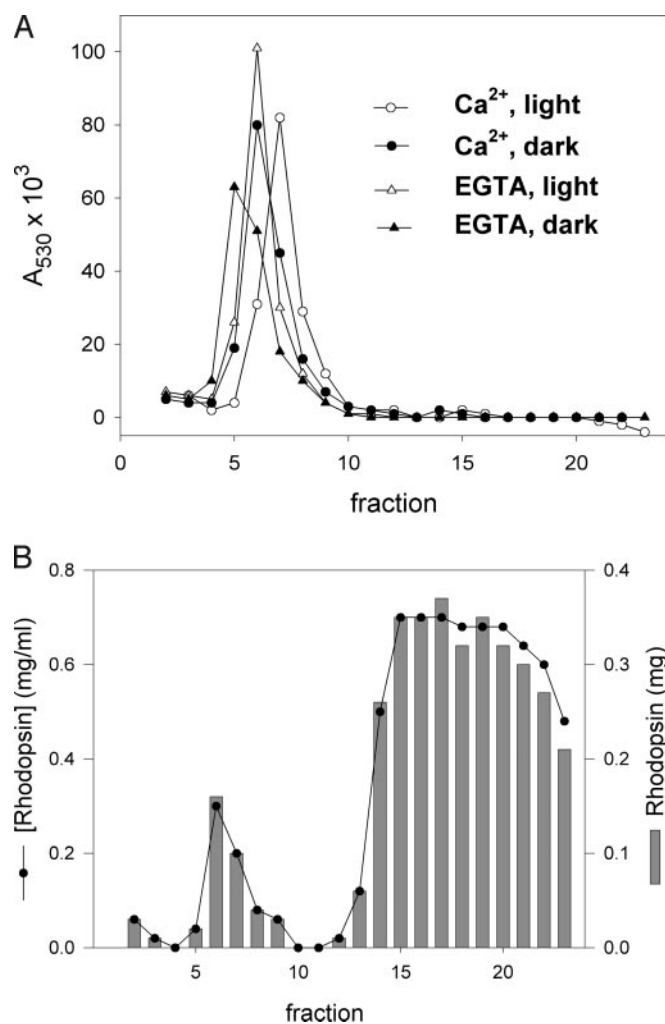 A
A₅₃₀ x 10³
100
80
60
40
20
0
Ca²⁺, light
Ca²⁺, dark
EGTA, light
EGTA, dark
0 5 10 15 20
fraction
B
[Rhodopsin] (mg/ml)
0.8
0.6
0.4
0.2
0.0
0.4
0.3
0.2
0.1
0.0
Rhodopsin (mg)
5 10 15 20
fraction